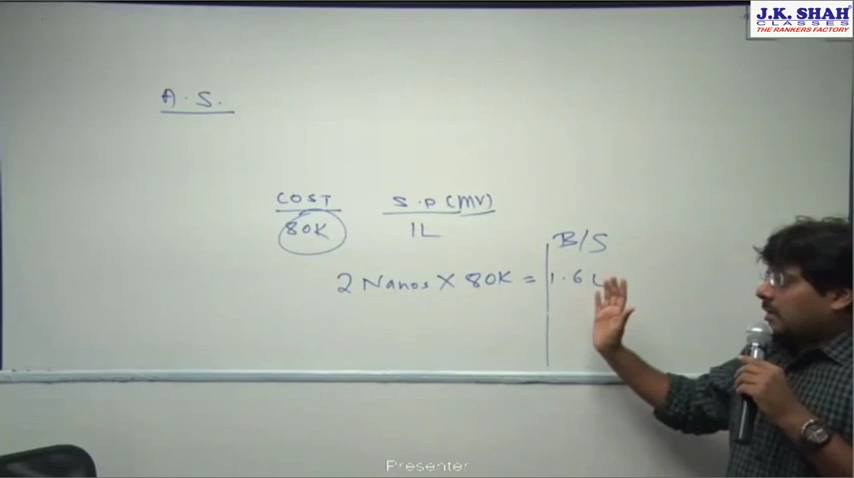 J.K. SHAH
CLASSES
THE RANKERS FACTORY
A.S.
COST S.P (MV)
80K 1L
B/S
2 Nanos X 80K = 1.6 L
Presenter